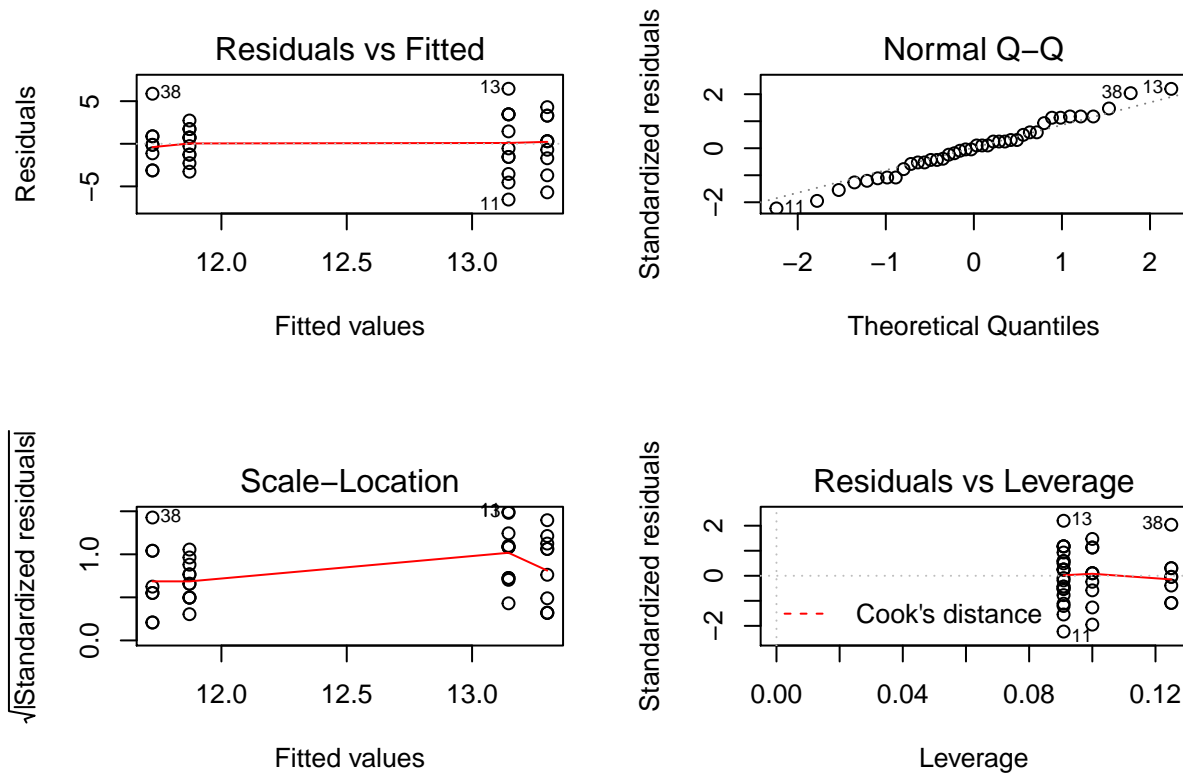 Residuals vs Fitted
Residuals
5
−5
38
13
11
12.0 12.5 13.0
Fitted values
Normal Q−Q
Standardized residuals
2
0
−2
38
13
11
−2 −1 0 1 2
Theoretical Quantiles
Scale−Location
√|Standardized residuals|
1.0
0.0
38
13
12.0 12.5 13.0
Fitted values
Residuals vs Leverage
Standardized residuals
2
0
−2
13
38
Cook's distance
11
0.00 0.04 0.08 0.12
Leverage